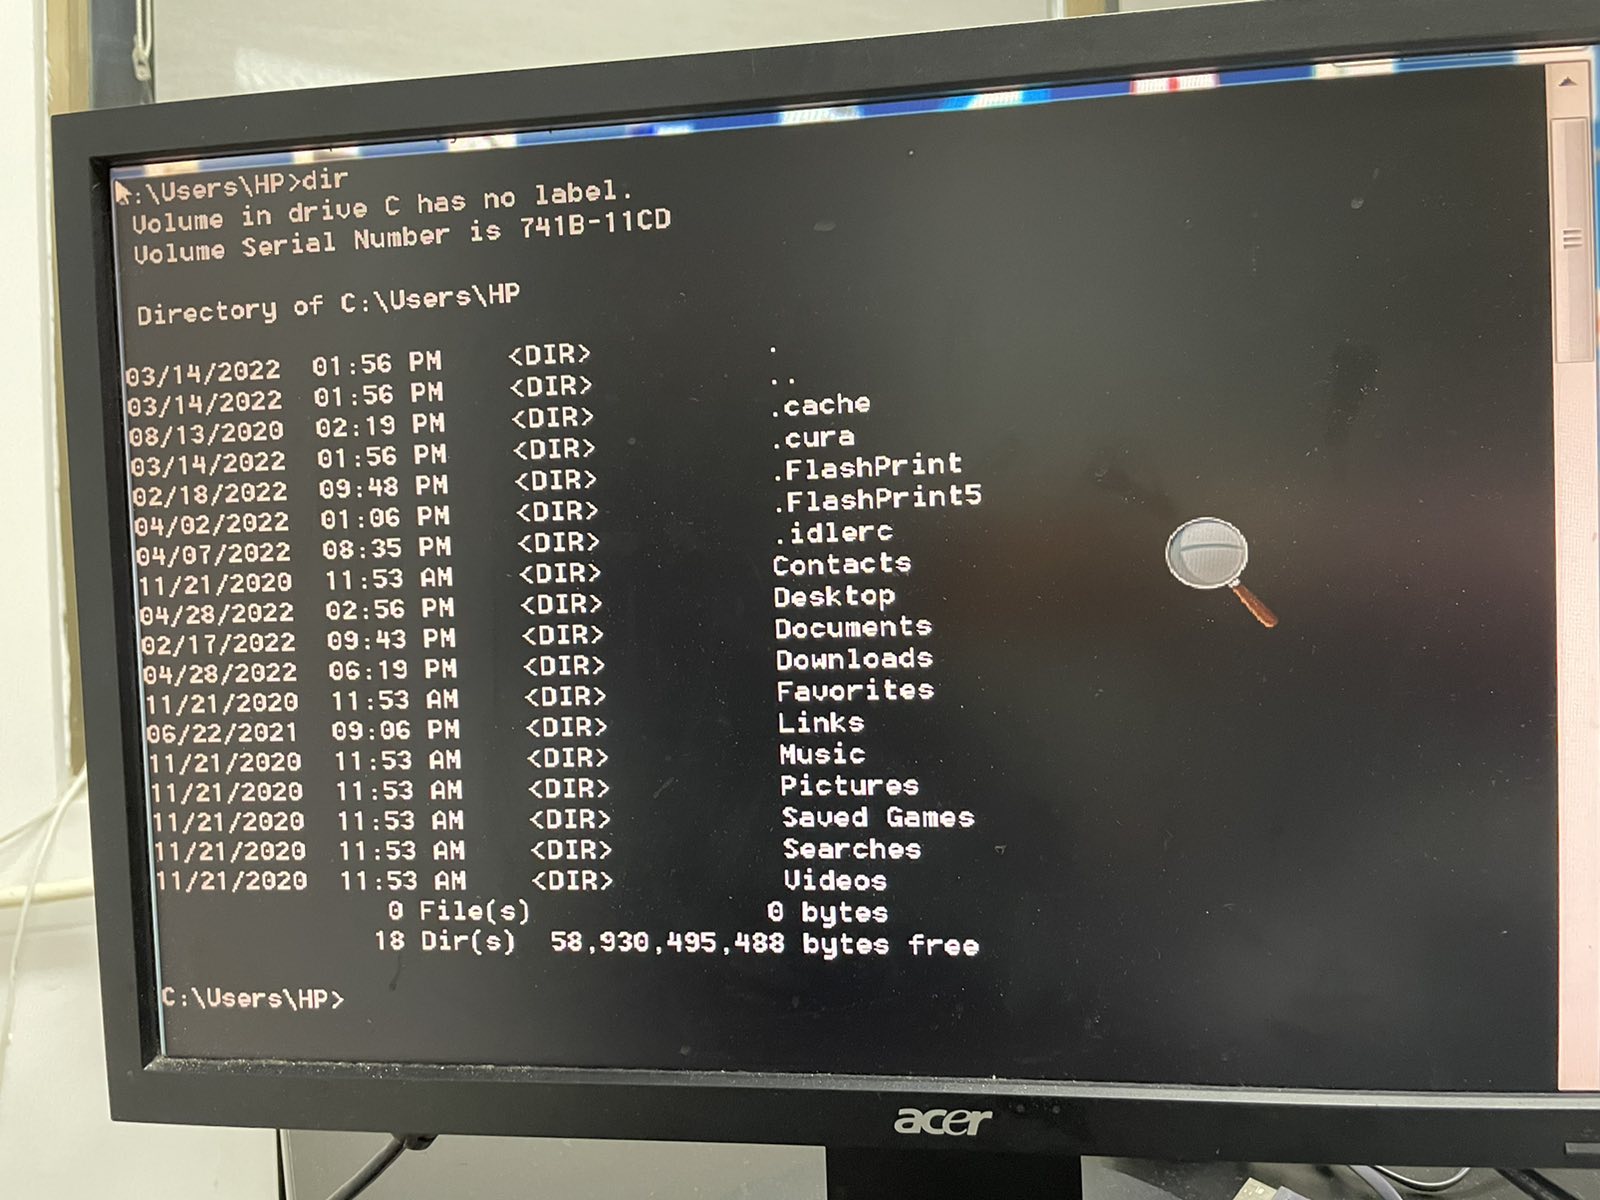 :\Users\HP>dir
Volume in drive C has no label.
Volume Serial Number is 741B-11CD
Directory of C:\Users\HP
03/14/2022 01:56 PM <DIR> .
03/14/2022 01:56 PM <DIR> ..
08/13/2020 02:19 PM <DIR> .cache
03/14/2022 01:56 PM <DIR> .cura
02/18/2022 09:48 PM <DIR> .FlashPrint
04/02/2022 01:06 PM <DIR> .FlashPrint5
04/07/2022 08:35 PM <DIR> .idlerc
11/21/2020 11:53 AM <DIR> Contacts
04/28/2022 02:56 PM <DIR> Desktop
02/17/2022 09:43 PM <DIR> Documents
04/28/2022 06:19 PM <DIR> Downloads
11/21/2020 11:53 AM <DIR> Favorites
06/22/2021 09:06 PM <DIR> Links
11/21/2020 11:53 AM <DIR> Music
11/21/2020 11:53 AM <DIR> Pictures
11/21/2020 11:53 AM <DIR> Saved Games
11/21/2020 11:53 AM <DIR> Searches
11/21/2020 11:53 AM <DIR> Videos
0 File(s) 0 bytes
18 Dir(s) 58,930,495,488 bytes free
C:\Users\HP>
acer